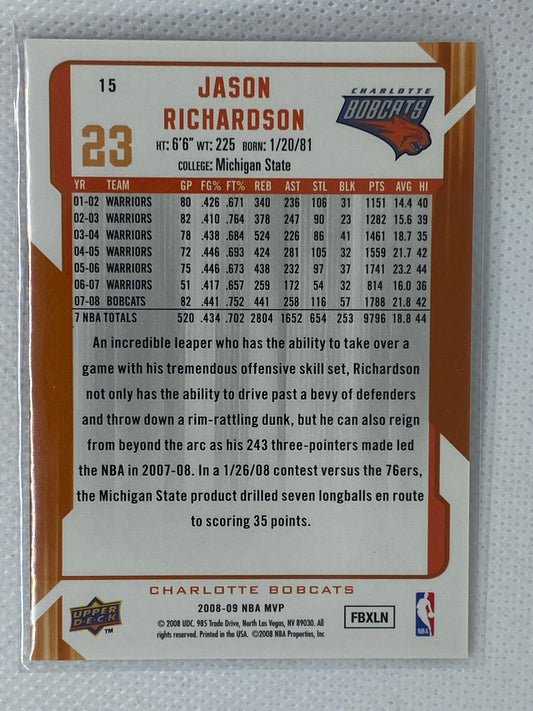 15
JASON
RICHARDSON
23
HT: 6'6" WT: 225 BORN: 1/20/81
COLLEGE: Michigan State
CHARLOTTE
BOBCATS
YR TEAM GP FG% FT% REB AST STL BLK PTS AVG HI
01-02 WARRIORS 80 .426 .671 340 236 106 31 1151 14.4 40
02-03 WARRIORS 82 .410 .764 378 247 90 23 1282 15.6 39
03-04 WARRIORS 78 .438 .684 524 226 86 41 1461 18.7 35
04-05 WARRIORS 72 .446 .693 424 281 105 32 1559 21.7 42
05-06 WARRIORS 75 .446 .673 438 232 97 37 1741 23.2 44
06-07 WARRIORS 51 .417 .657 259 172 54 32 814 16.0 36
07-08 BOBCATS 82 .441 .752 441 258 116 57 1788 21.8 42
7 NBA TOTALS 520 .434 .702 2804 1652 654 253 9796 18.8 44
An incredible leaper who has the ability to take over a
game with his tremendous offensive skill set, Richardson
not only has the ability to drive past a bevy of defenders
and throw down a rim-rattling dunk, but he can also reign
from beyond the arc as his 243 three-pointers made led
the NBA in 2007-08. In a 1/26/08 contest versus the 76ers,
the Michigan State product drilled seven longballs en route
to scoring 35 points.
CHARLOTTE BOBCATS
2008-09 NBA MVP
UPPER
DECK
TM
© 2008 UDC. 985 Trade Drive, North Las Vegas, NV 89030. All
rights reserved. Printed in the USA. ©2008 NBA Properties, Inc
FBXLN
NBA